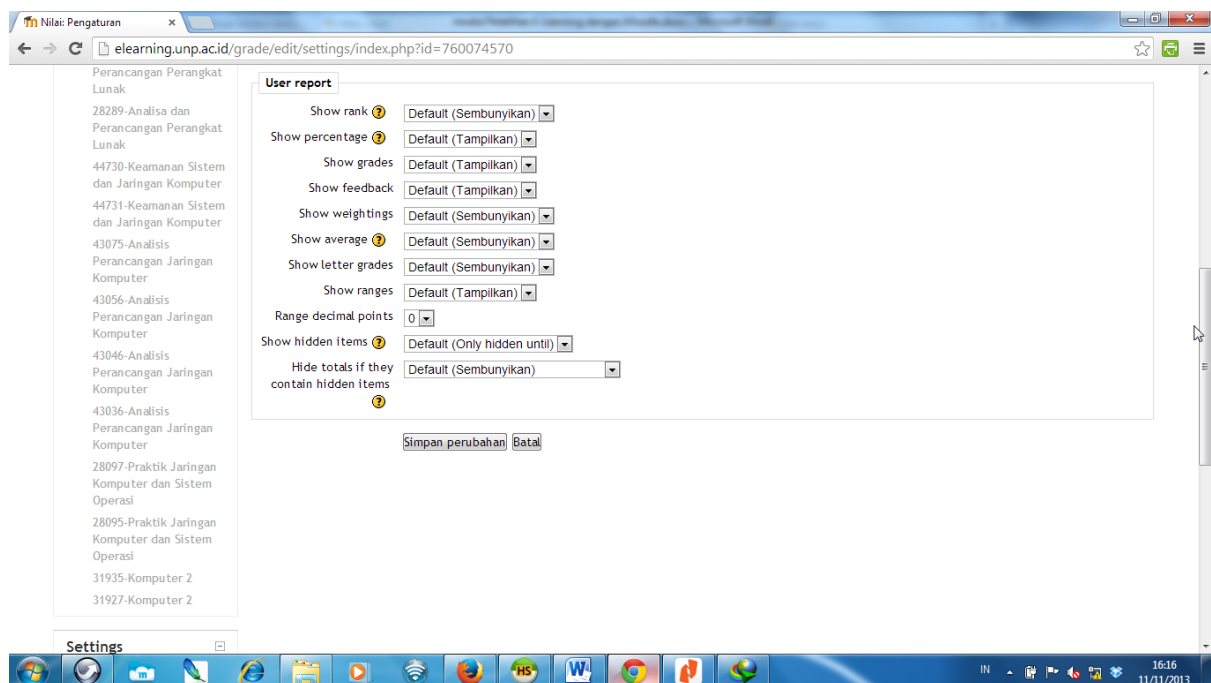 Nilai: Pengaturan
elearning.unp.ac.id/grade/edit/settings/index.php?id=760074570
Perancangan Perangkat
Lunak
28289-Analisa dan
Perancangan Perangkat
Lunak
44730-Keamanan Sistem
dan Jaringan Komputer
44731-Keamanan Sistem
dan Jaringan Komputer
43075-Analisis
Perancangan Jaringan
Komputer
43056-Analisis
Perancangan Jaringan
Komputer
43046-Analisis
Perancangan Jaringan
Komputer
43036-Analisis
Perancangan Jaringan
Komputer
28097-Praktik Jaringan
Komputer dan Sistem
Operasi
28095-Praktik Jaringan
Komputer dan Sistem
Operasi
31935-Komputer 2
31927-Komputer 2
Settings
User report
Show rank Default (Sembunyikan)
Show percentage Default (Tampilkan)
Show grades Default (Tampilkan)
Show feedback Default (Tampilkan)
Show weightings Default (Sembunyikan)
Show average Default (Sembunyikan)
Show letter grades Default (Sembunyikan)
Show ranges Default (Tampilkan)
Range decimal points 0
Show hidden items Default (Only hidden until)
Hide totals if they Default (Sembunyikan)
contain hidden items
Simpan perubahan Batal
m HS W IN 16:16
11/11/2013